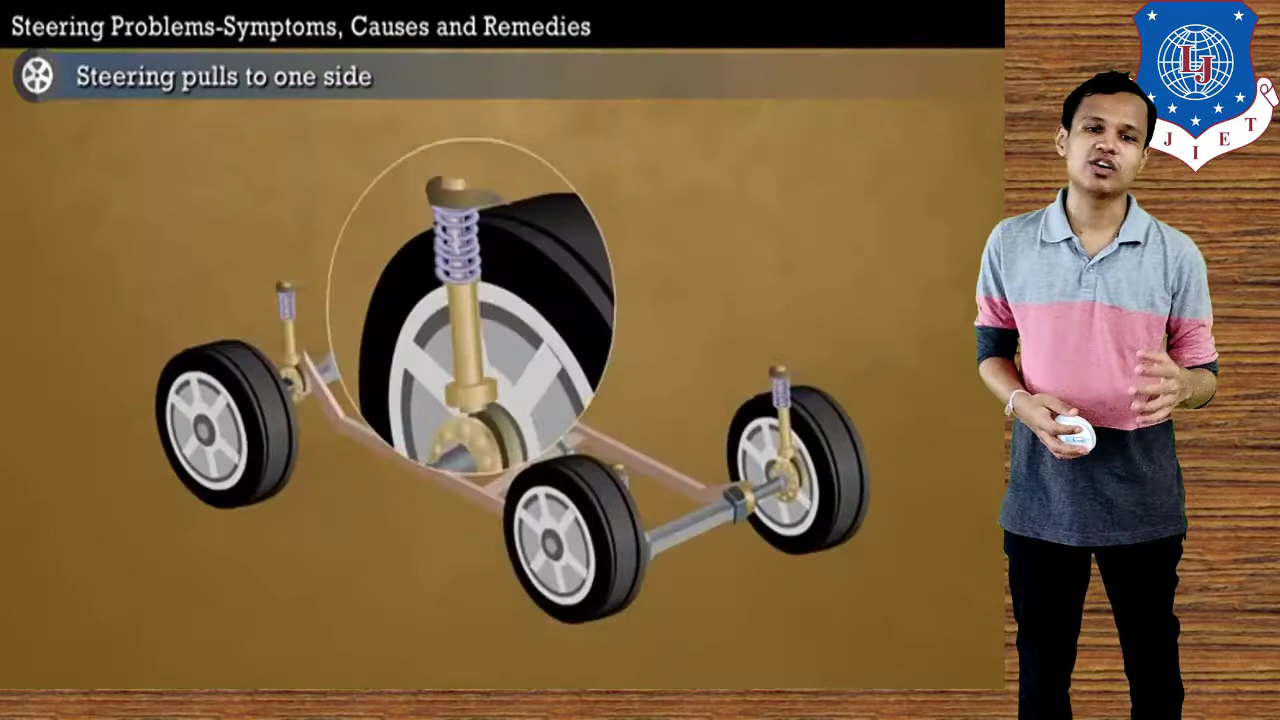 Steering Problems-Symptoms, Causes and Remedies
Steering pulls to one side
LJ
J I E T